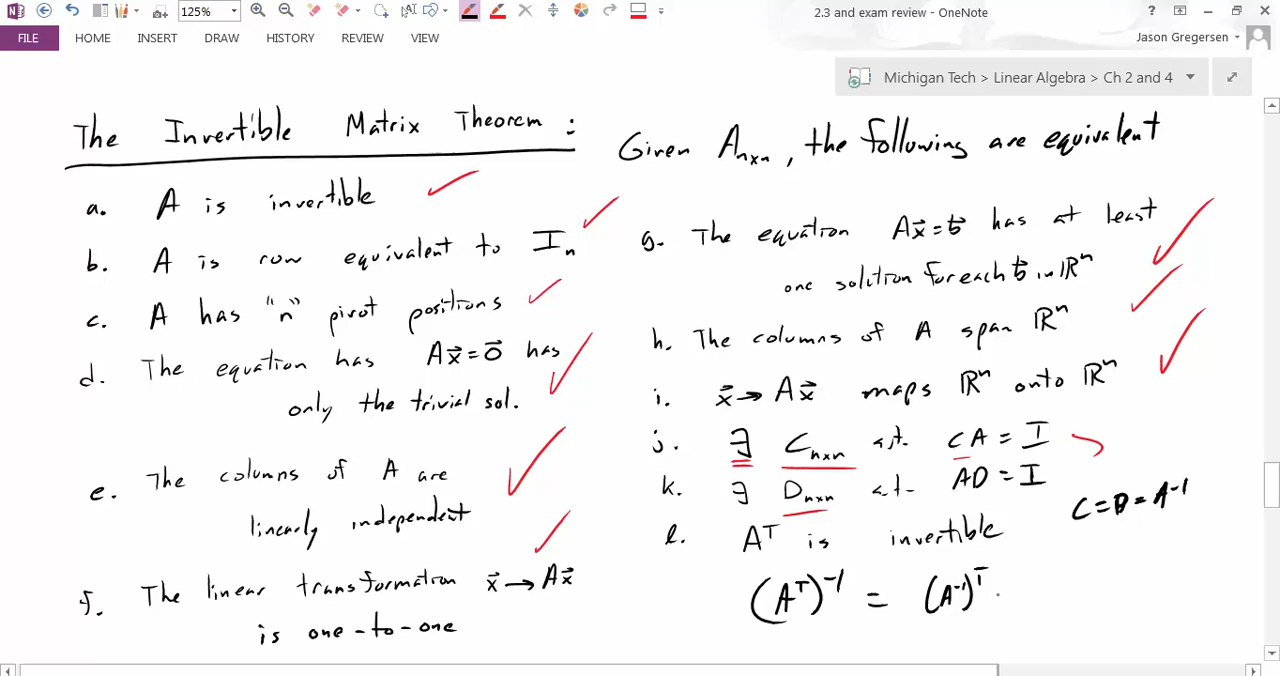 125%
2.3 and exam review - OneNote
?
FILE HOME INSERT DRAW HISTORY REVIEW VIEW
Jason Gregersen
Michigan Tech > Linear Algebra > Ch 2 and 4
The Invertible Matrix Theorem :
a. A is invertible
b. A is row equivalent to Iₙ
c. A has "n" pivot positions
d. The equation has Ax⃗=0⃗ has
only the trivial sol.
e. The columns of A are
linearly independent
f. The linear transformation x⃗→Ax⃗
is one-to-one
Given Aₙₓₙ, the following are equivalent
g. The equation Ax⃗=b⃗ has at least
one solution for each b⃗ in ℝⁿ
h. The columns of A span ℝⁿ
i. x⃗→Ax⃗ maps ℝⁿ onto ℝⁿ
j. ∃ Cₙₓₙ s.t. CA = I
k. ∃ Dₙₓₙ s.t. AD = I
C=D=A⁻¹
l. Aᵀ is invertible
(Aᵀ)⁻¹ = (A⁻¹)ᵀ